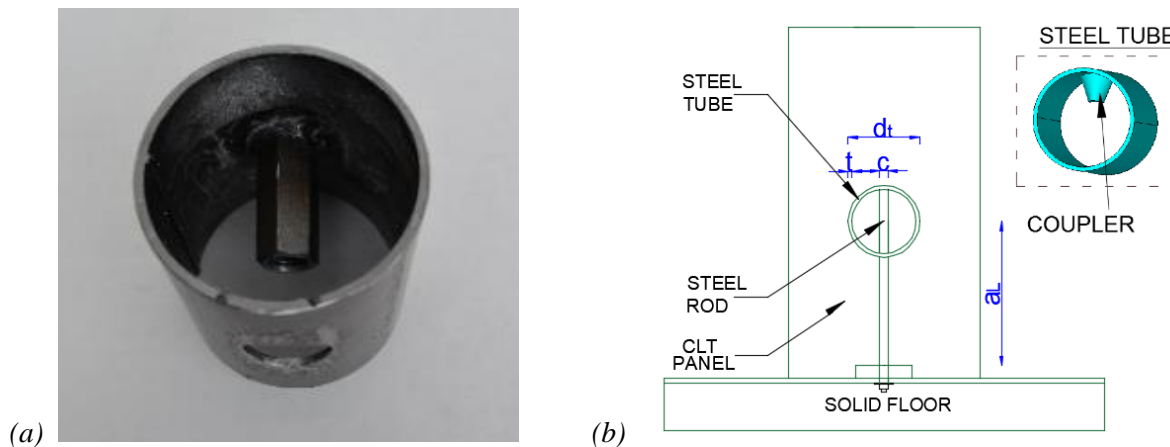 STEEL TUBE
STEEL
TUBE
dt
t
c
COUPLER
STEEL
ROD
aL
CLT
PANEL
SOLID FLOOR
(a)
(b)